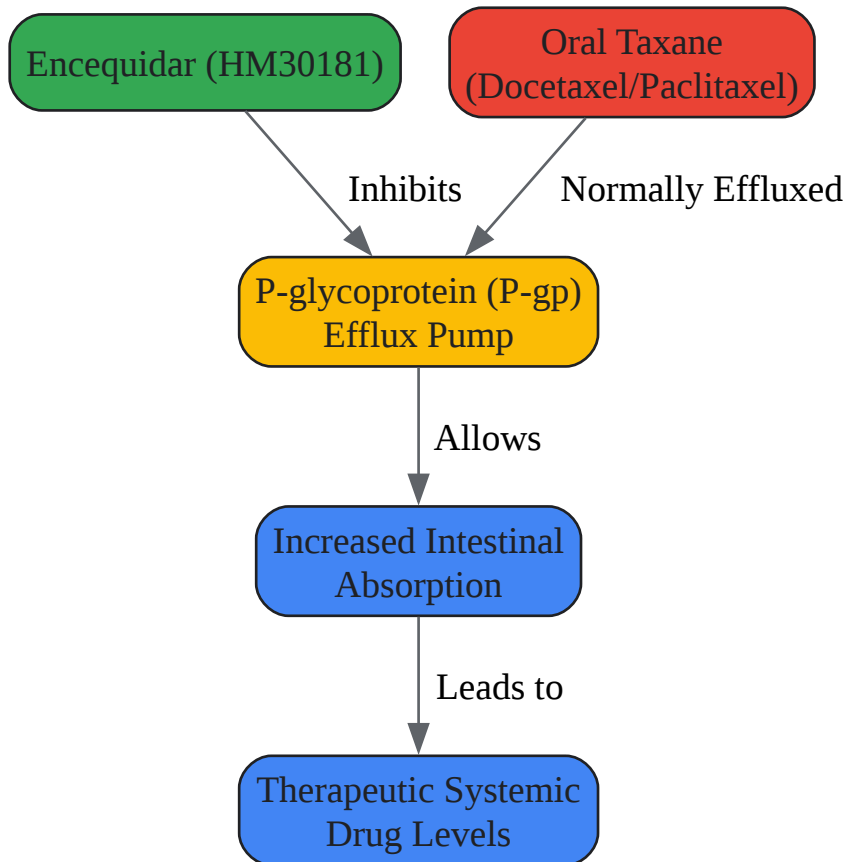 Encequidar (HM30181)
Oral Taxane
(Docetaxel/Paclitaxel)
Inhibits
Normally Effluxed
P-glycoprotein (P-gp)
Efflux Pump
Allows
Increased Intestinal
Absorption
Leads to
Therapeutic Systemic
Drug Levels